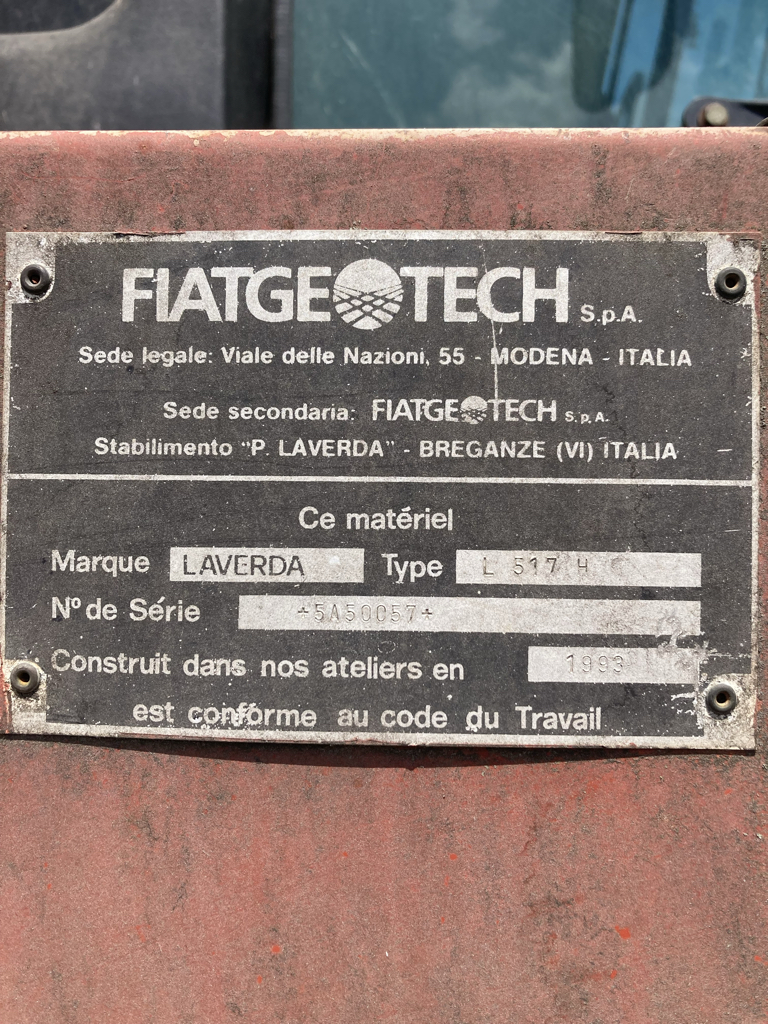 FIATGEOTECH S.p.A.
Sede legale: Viale delle Nazioni, 55 - MODENA - ITALIA
Sede secondaria: FIATGEOTECH S.p.A.
Stabilimento "P. LAVERDA" - BREGANZE (VI) ITALIA
Ce matériel
Marque LAVERDA Type L 517 H
Nº de Série +5A50057+
Construit dans nos ateliers en 1993
est conforme au code du Travail